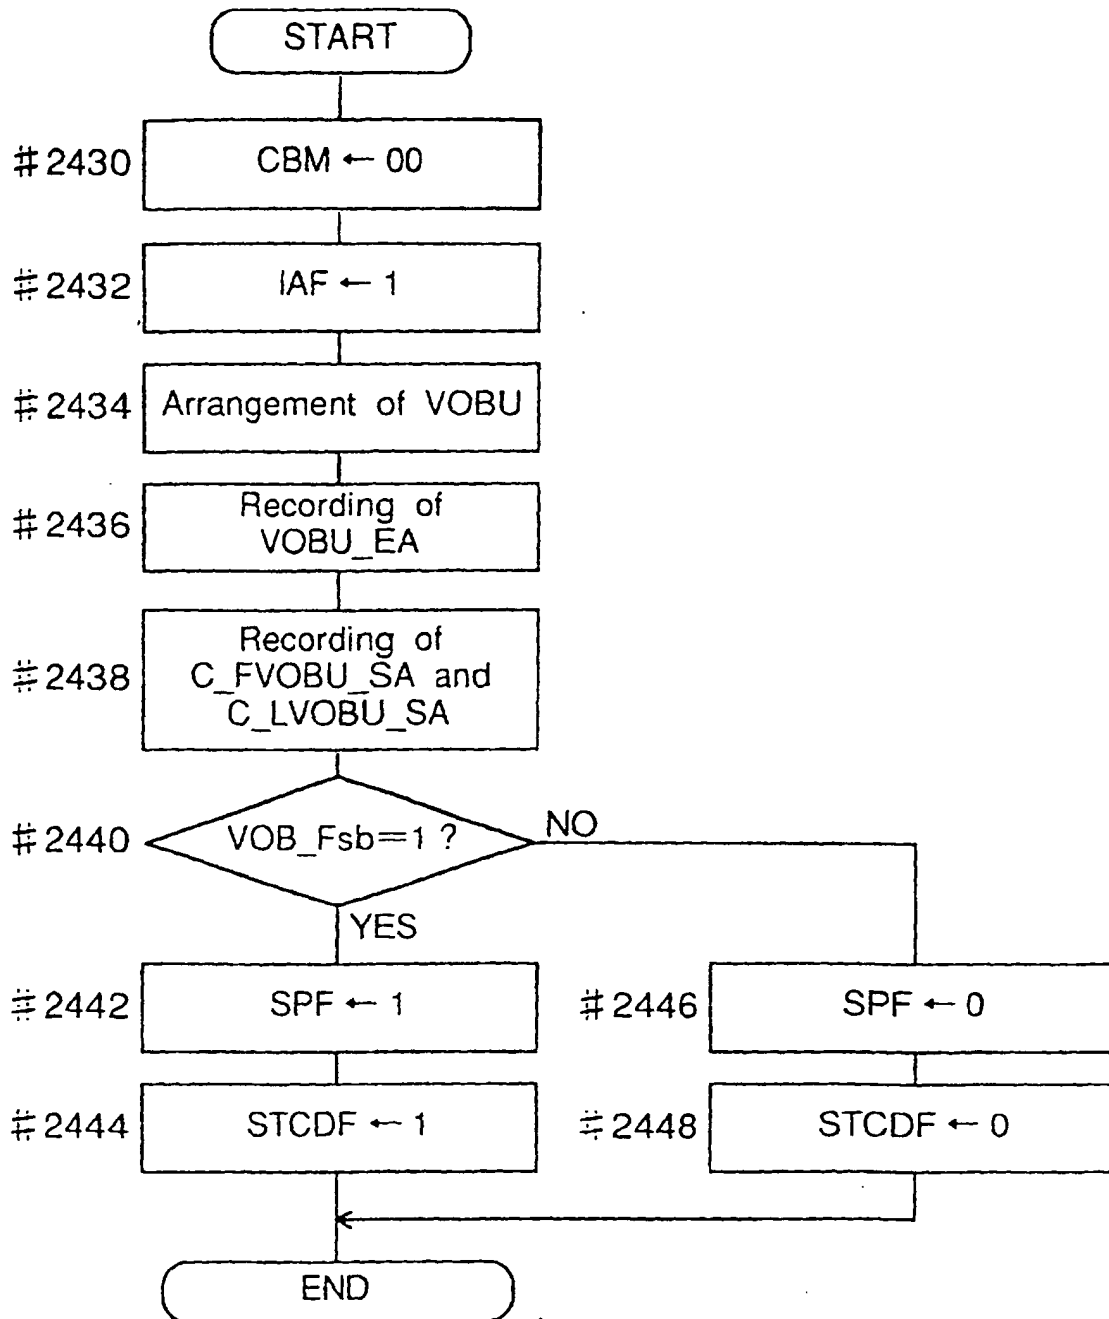 START
#2430
CBM ← 00
#2432
IAF ← 1
#2434
Arrangement of VOBU
#2436
Recording of
VOBU_EA
#2438
Recording of
C_FVOBU_SA and
C_LVOBU_SA
#2440
VOB_Fsb=1 ?
NO
YES
#2442
SPF ← 1
#2446
SPF ← 0
#2444
STCDF ← 1
#2448
STCDF ← 0
END